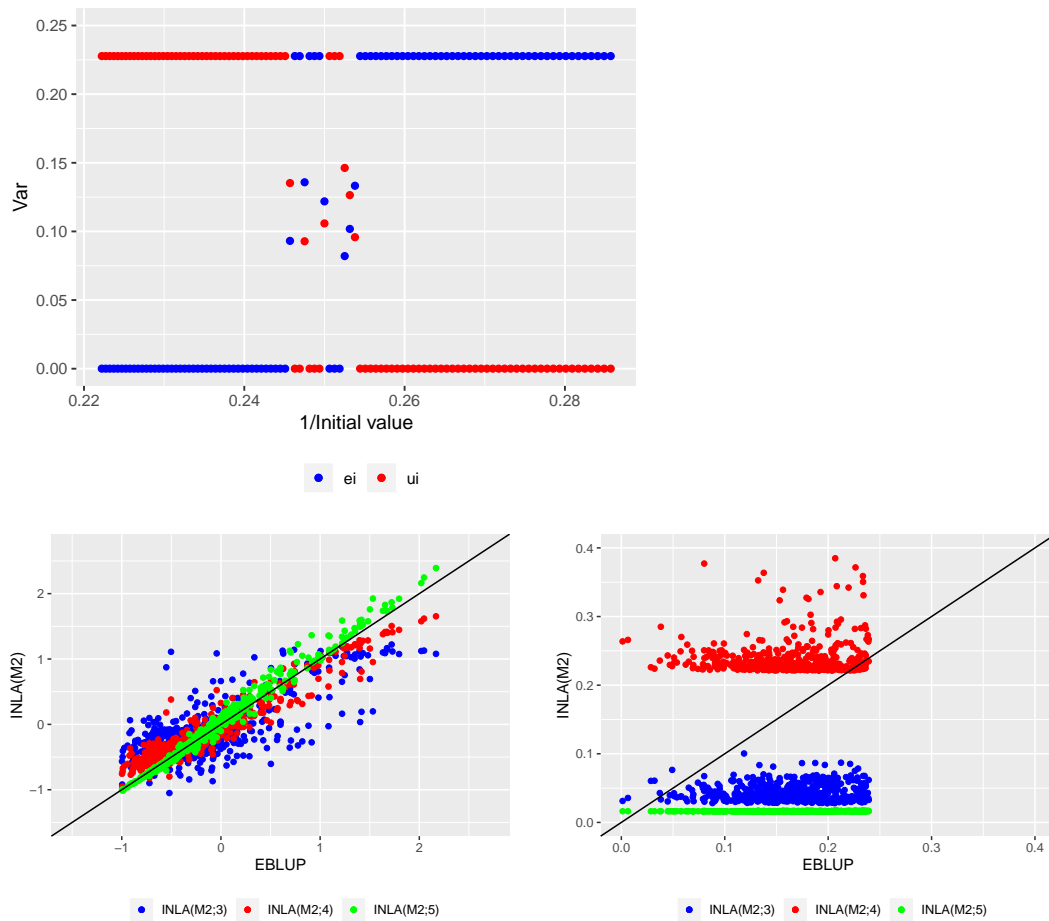 0.25
0.20
0.15
0.10
0.05
0.00
Var
0.22 0.24 0.26 0.28
1/Initial value
ei ui
2
1
0
−1
INLA(M2)
−1 0 1 2
EBLUP
INLA(M2;3) INLA(M2;4) INLA(M2;5)
0.4
0.3
0.2
0.1
0.0
INLA(M2)
0.0 0.1 0.2 0.3 0.4
EBLUP
INLA(M2;3) INLA(M2;4) INLA(M2;5)